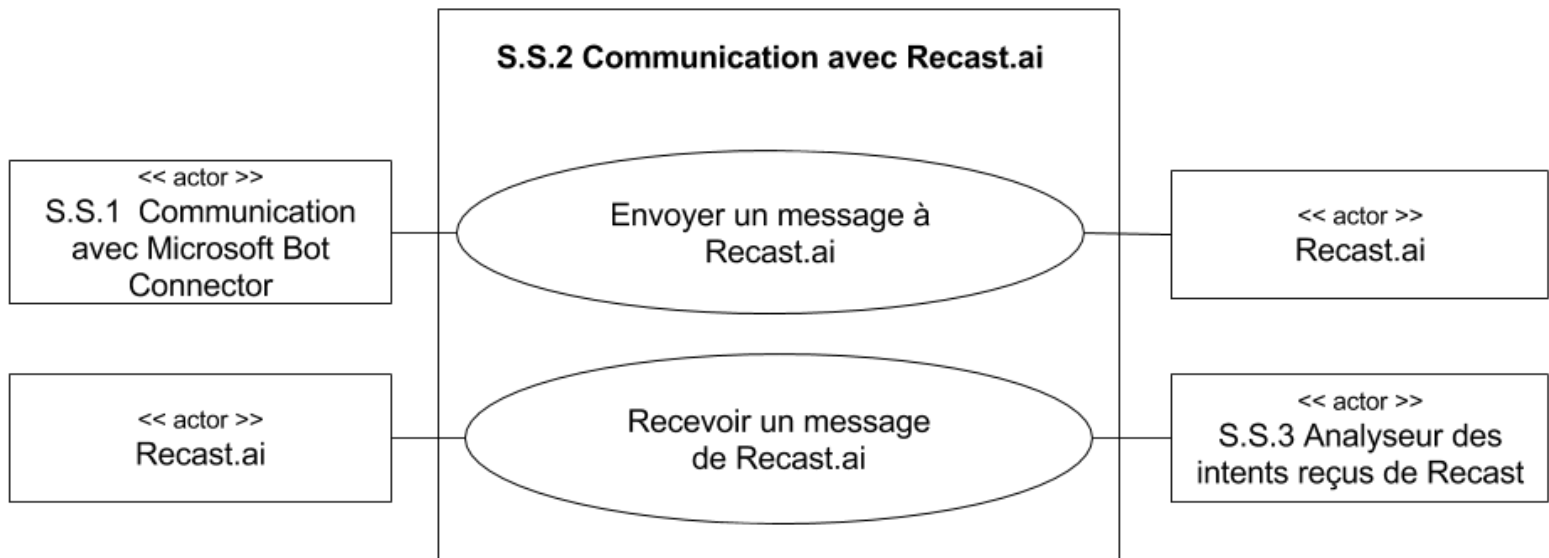 S.S.2 Communication avec Recast.ai
<< actor >>
S.S.1 Communication
avec Microsoft Bot
Connector
Envoyer un message à
Recast.ai
<< actor >>
Recast.ai
<< actor >>
Recast.ai
Recevoir un message
de Recast.ai
<< actor >>
S.S.3 Analyseur des
intents reçus de Recast